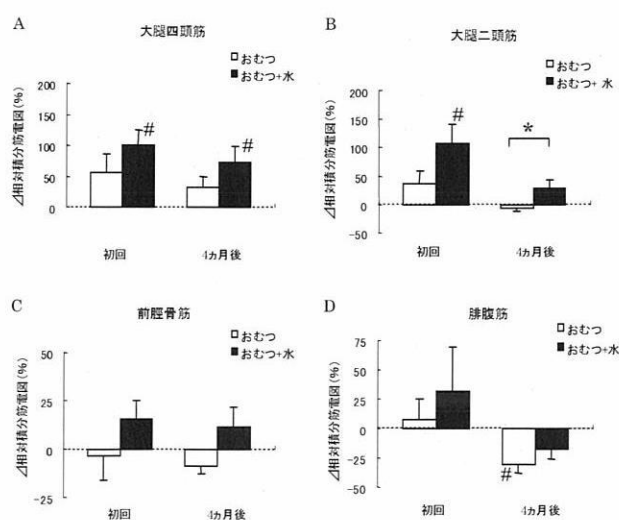 A
大腿四頭筋
おむつ
おむつ+水
⊿相対積分筋電図(%)
200
150
100
50
0
#
#
初回
4ヵ月後
B
大腿二頭筋
おむつ
おむつ+ 水
⊿相対積分筋電図(%)
200
150
100
50
0
-50
#
*
初回
4ヵ月後
C
前脛骨筋
おむつ
おむつ+水
⊿相対積分筋電図(%)
50
25
0
-25
初回
4ヵ月後
D
腓腹筋
おむつ
おむつ+水
⊿相対積分筋電図(%)
75
50
25
0
-25
-50
#
初回
4ヵ月後